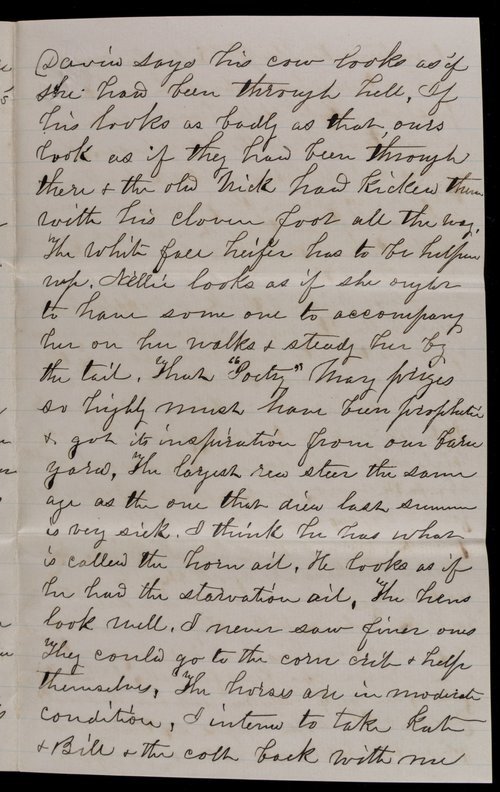 David says his cow looks as if
she had been through hell. If
his looks as badly as that, ours
look as if they had been through
there & the old Nick had kicked them
with his cloven foot all the way.
The white face heifer has to be helped
up. Nellie looks as if she ought
to have some one to accompany
her on her walks & steady her by
the tail. That "Poetry" May prizes
so highly must have been prophetic
& got its inspiration from our barn
yard. The largest red steer the same
age as the one that died last summer
is very sick. I think he has what
is called the horn ail. He looks as if
he had the starvation ail. The hens
look well. I never saw finer ones
They could go to the corn crib & help
themselves. The horses are in moderate
condition. I intend to take Kate
& Bill & the colt back with me